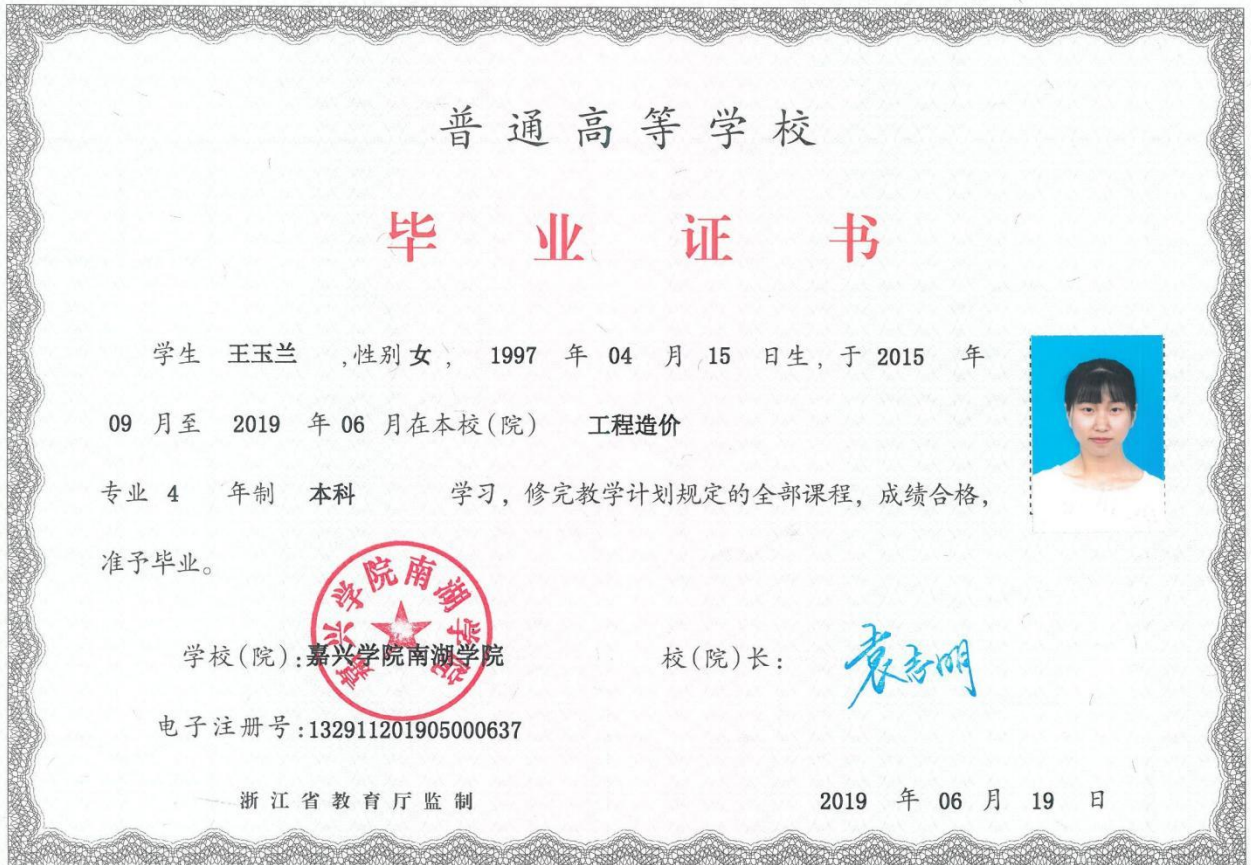 普通高等学校
毕业证书
学生 王玉兰 ,性别 女 , 1997 年 04 月 15 日生, 于 2015 年
09 月至 2019 年 06 月在本校(院) 工程造价
专业 4 年制 本科 学习, 修完教学计划规定的全部课程, 成绩合格,
准予毕业。
嘉兴学院南湖学院
学校(院):嘉兴学院南湖学院 校(院)长: 袁志明
电子注册号:132911201905000637
浙江省教育厅监制 2019 年 06 月 19 日